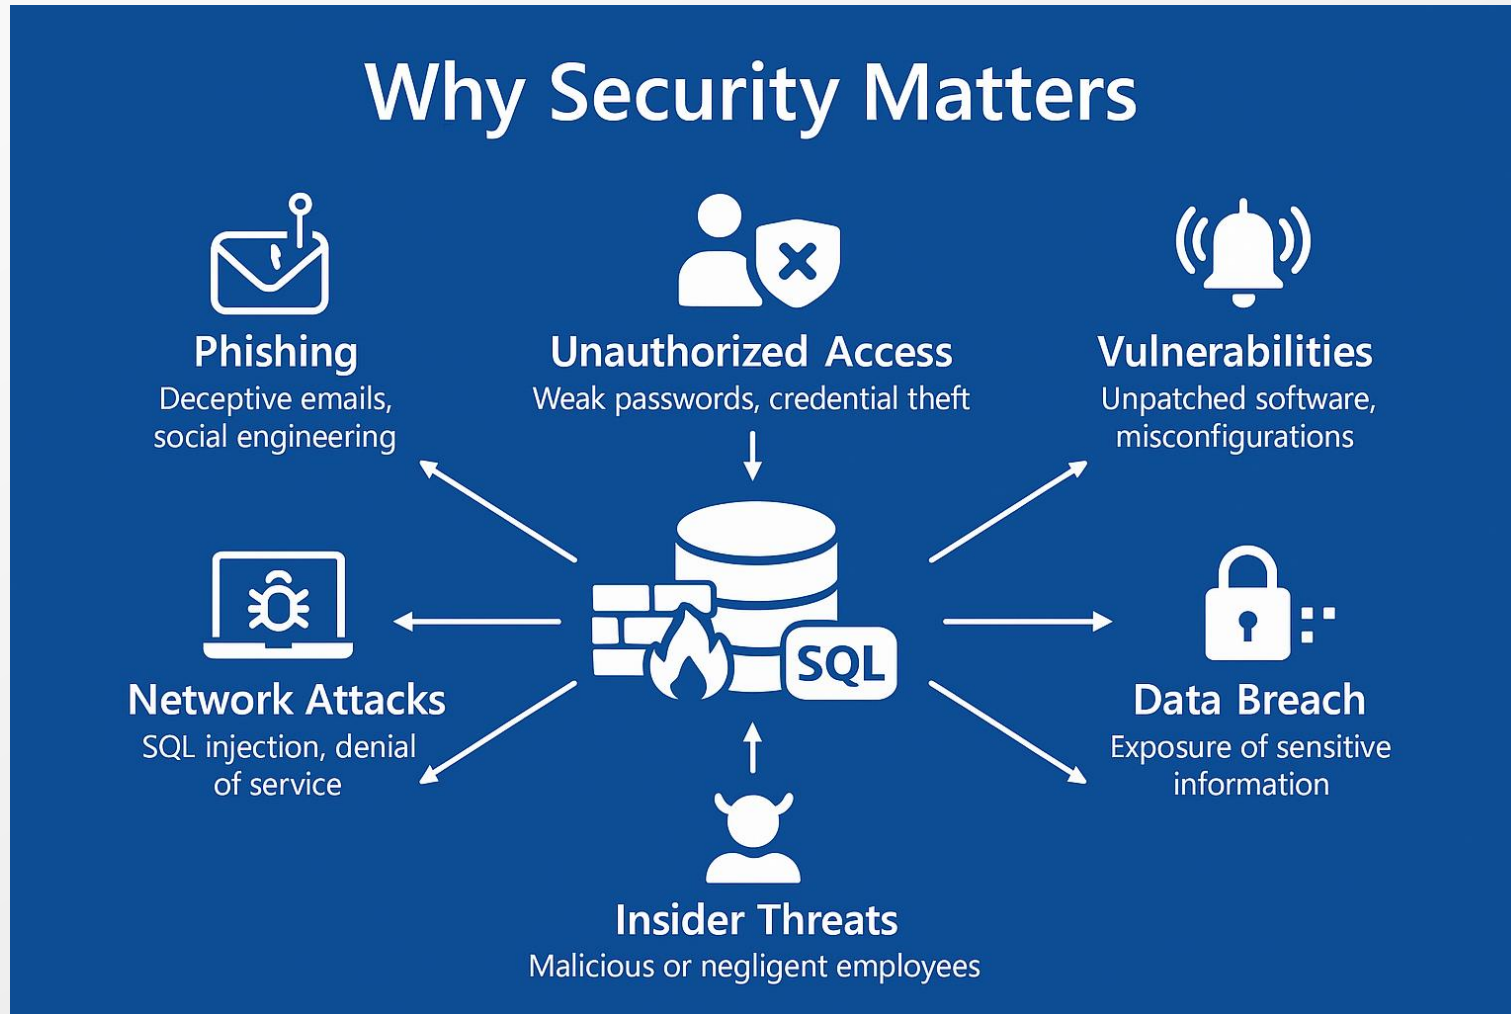 Why Security Matters
Phishing
Deceptive emails,
social engineering
Unauthorized Access
Weak passwords, credential theft
Vulnerabilities
Unpatched software,
misconfigurations
SQL
Network Attacks
SQL injection, denial
of service
Data Breach
Exposure of sensitive
information
Insider Threats
Malicious or negligent employees